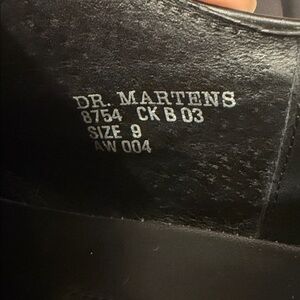 DR. MARTENS
8754 CK B 03
SIZE 9
AW 004